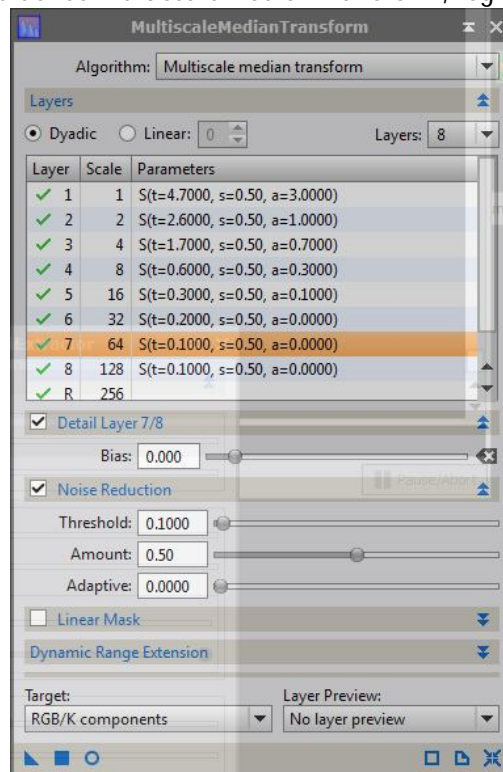 MultiscaleMedianTransform
Algorithm: Multiscale median transform
Layers
Dyadic Linear: 0 Layers: 8
Layer Scale Parameters
1 1 S(t=4.7000, s=0.50, a=3.0000)
2 2 S(t=2.6000, s=0.50, a=1.0000)
3 4 S(t=1.7000, s=0.50, a=0.7000)
4 8 S(t=0.6000, s=0.50, a=0.3000)
5 16 S(t=0.3000, s=0.50, a=0.1000)
6 32 S(t=0.2000, s=0.50, a=0.0000)
7 64 S(t=0.1000, s=0.50, a=0.0000)
8 128 S(t=0.1000, s=0.50, a=0.0000)
R 256
Detail Layer 7/8
Bias: 0.000
Pause/Abort
Noise Reduction
Threshold: 0.1000
Amount: 0.50
Adaptive: 0.0000
Linear Mask
Dynamic Range Extension
Target: Layer Preview:
RGB/K components No layer preview